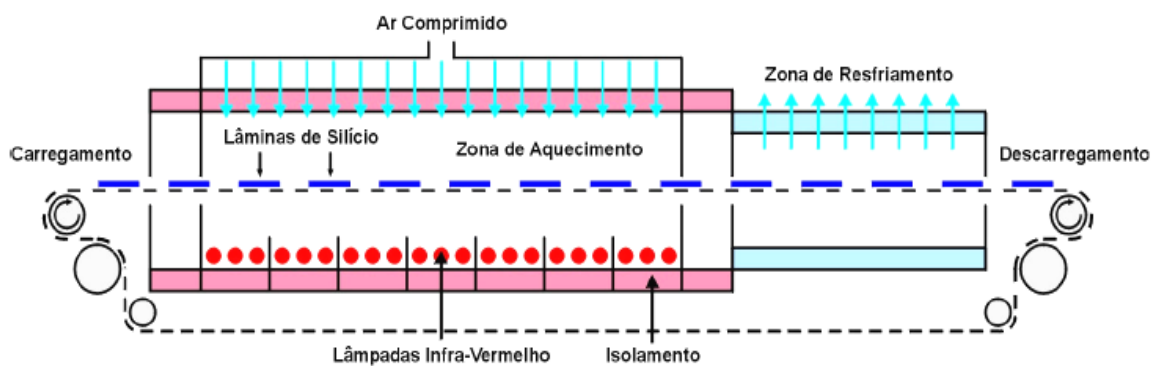 Ar Comprimido
Zona de Resfriamento
Lâminas de Silício
Zona de Aquecimento
Carregamento
Descarregamento
Lâmpadas Infra-Vermelho
Isolamento